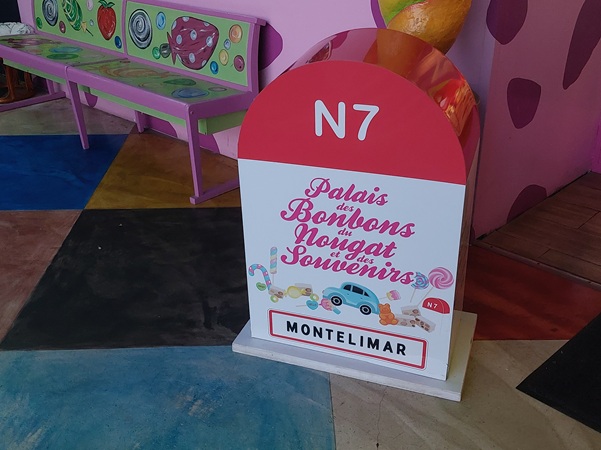 N7
Palais
des
Bonbons
du
Nougat
et des
Souvenirs
N7
MONTELIMAR